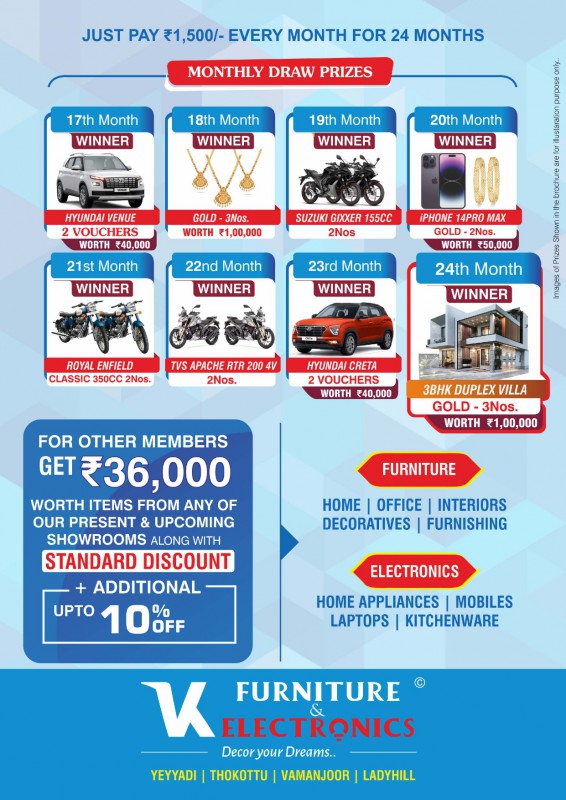 JUST PAY ₹1,500/- EVERY MONTH FOR 24 MONTHS
MONTHLY DRAW PRIZES
17th Month
WINNER
HYUNDAI VENUE
2 VOUCHERS
WORTH ₹40,000
18th Month
WINNER
GOLD - 3Nos.
WORTH ₹1,00,000
19th Month
WINNER
SUZUKI GIXXER 155CC
2Nos
20th Month
WINNER
iPHONE 14PRO MAX
GOLD - 2Nos.
WORTH ₹50,000
21st Month
WINNER
ROYAL ENFIELD
CLASSIC 350CC 2Nos.
22nd Month
WINNER
TVS APACHE RTR 200 4V
2Nos.
23rd Month
WINNER
HYUNDAI CRETA
2 VOUCHERS
WORTH ₹40,000
24th Month
WINNER
3BHK DUPLEX VILLA
GOLD - 3Nos.
WORTH ₹1,00,000
Images of Prizes Shown in the brochure are for illustaration purpose only.
FOR OTHER MEMBERS
GET ₹36,000
WORTH ITEMS FROM ANY OF
OUR PRESENT & UPCOMING
SHOWROOMS ALONG WITH
STANDARD DISCOUNT
+ ADDITIONAL
UPTO 10% OFF
FURNITURE
HOME | OFFICE | INTERIORS
DECORATIVES | FURNISHING
ELECTRONICS
HOME APPLIANCES | MOBILES
LAPTOPS | KITCHENWARE
VK FURNITURE ©
&
ELECTRONICS
Decor your Dreams..
YEYYADI | THOKOTTU | VAMANJOOR | LADYHILL